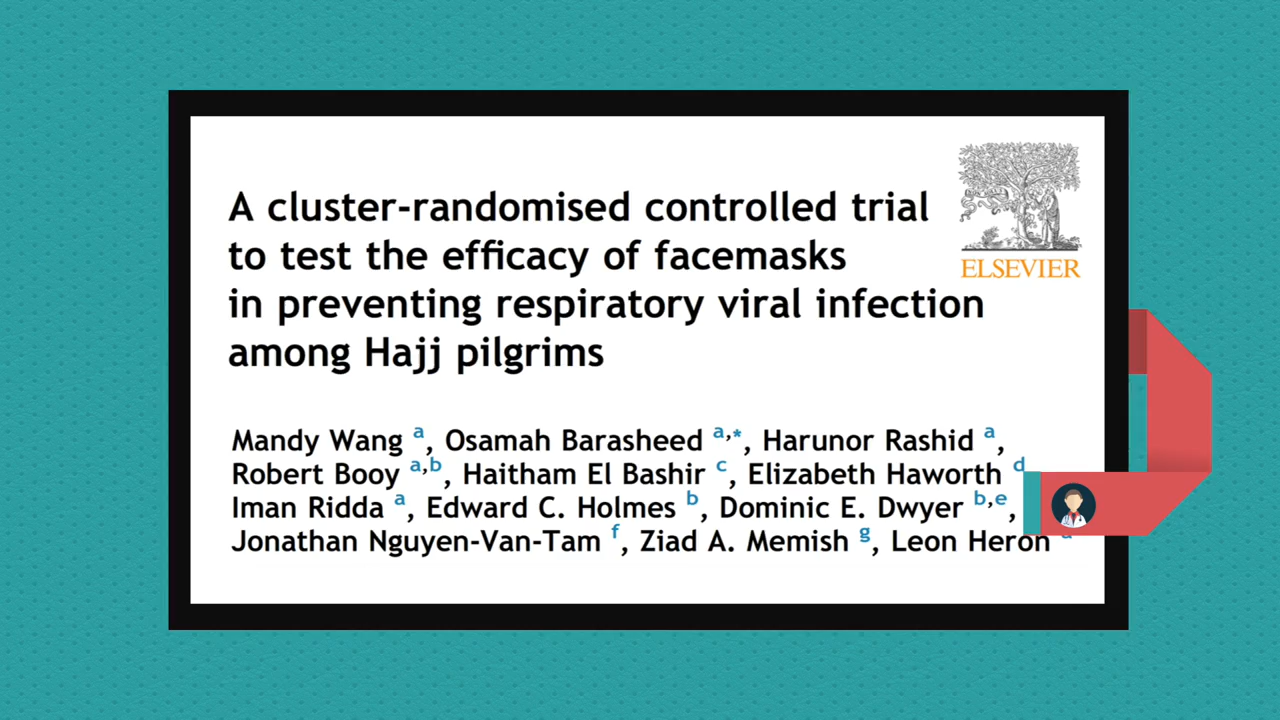 A cluster-randomised controlled trial
to test the efficacy of facemasks
in preventing respiratory viral infection
among Hajj pilgrims
ELSEVIER
Mandy Wang a, Osamah Barasheed a,*, Harunor Rashid a,
Robert Booy a,b, Haitham El Bashir c, Elizabeth Haworth d
Iman Ridda a, Edward C. Holmes b, Dominic E. Dwyer b,e,
Jonathan Nguyen-Van-Tam f, Ziad A. Memish g, Leon Heron